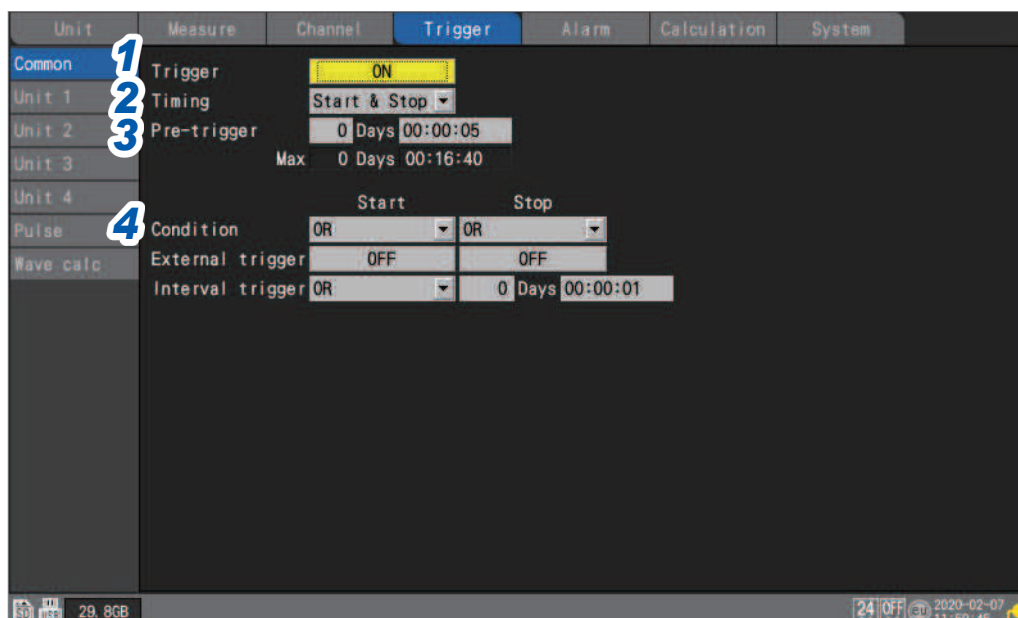 Unit Measure Channel Trigger Alarm Calculation System
Common
Unit 1
Unit 2
Unit 3
Unit 4
Pulse
Wave calc
1 Trigger ON
2 Timing Start & Stop
3 Pre-trigger 0 Days 00:00:05
Max 0 Days 00:16:40
Start Stop
4 Condition OR OR
External trigger OFF OFF
Interval trigger OR 0 Days 00:00:01
SD USB 29.8GB 24 OFF 2020-02-07